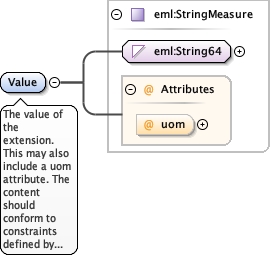 eml:StringMeasure
eml:String64
Value
@ Attributes
@ uom
The value of
the
extension.
This may also
include a uom
attribute. The
content
should
conform to
constraints
defined by...